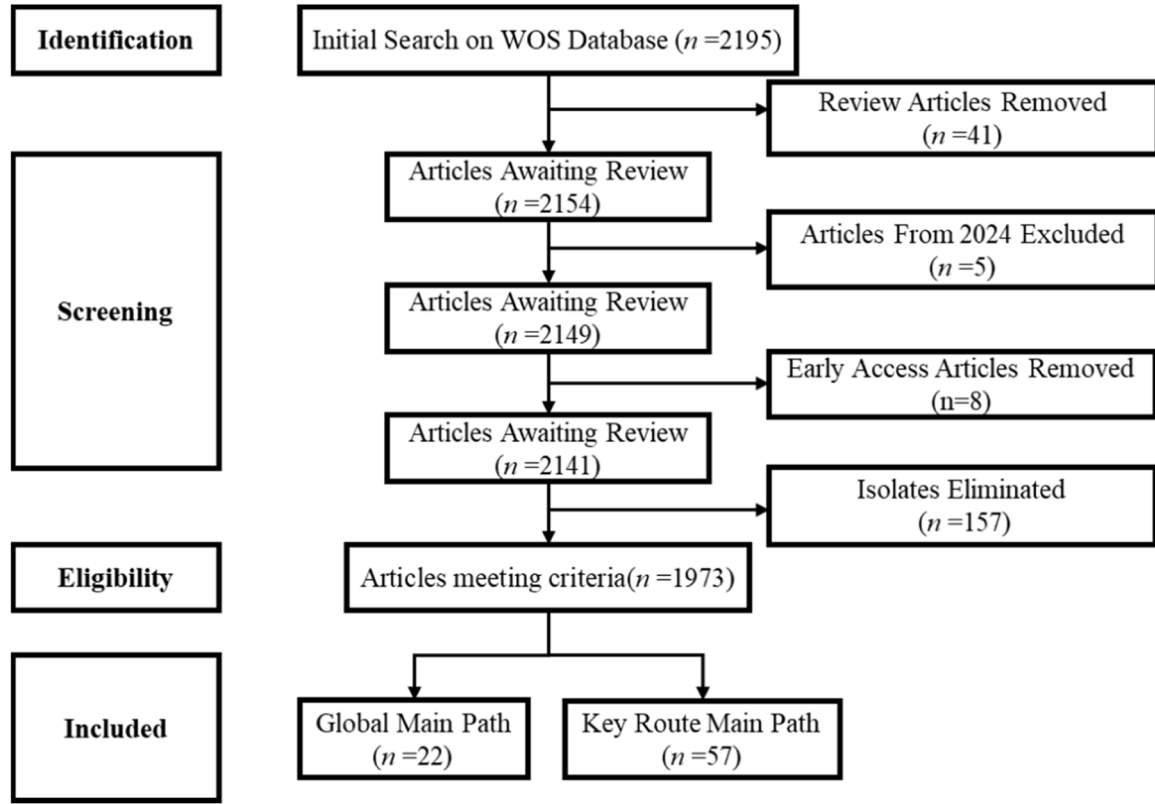 Identification
Initial Search on WOS Database (n =2195)
Review Articles Removed
(n =41)
Screening
Articles Awaiting Review
(n =2154)
Articles From 2024 Excluded
(n =5)
Articles Awaiting Review
(n =2149)
Early Access Articles Removed
(n=8)
Articles Awaiting Review
(n =2141)
Isolates Eliminated
(n =157)
Eligibility
Articles meeting criteria(n =1973)
Included
Global Main Path
(n =22)
Key Route Main Path
(n =57)